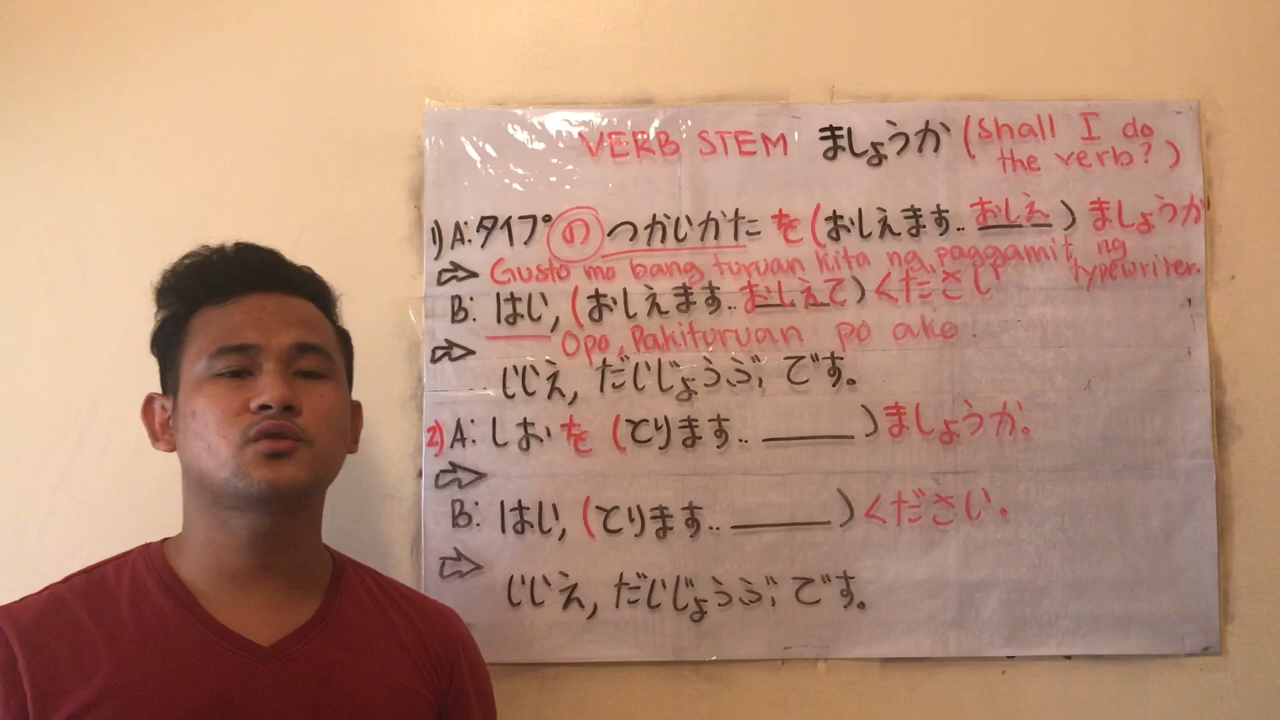 VERB STEM ましょうか (Shall I do the verb?)
1) A: タイプ の つかいかた を (おしえます.. おしえ) ましょうか
⇨ Gusto mo bang turuan kita ng paggamit ng typewriter.
B: はい, (おしえます.. おしえて) ください
⇨ Opo, Pakituruan po ako.
いいえ, だいじょうぶ です。
2) A: しお を (とります.. ______) ましょうか。
⇨
B: はい, (とります.. ______) ください。
⇨
いいえ, だいじょうぶ です。